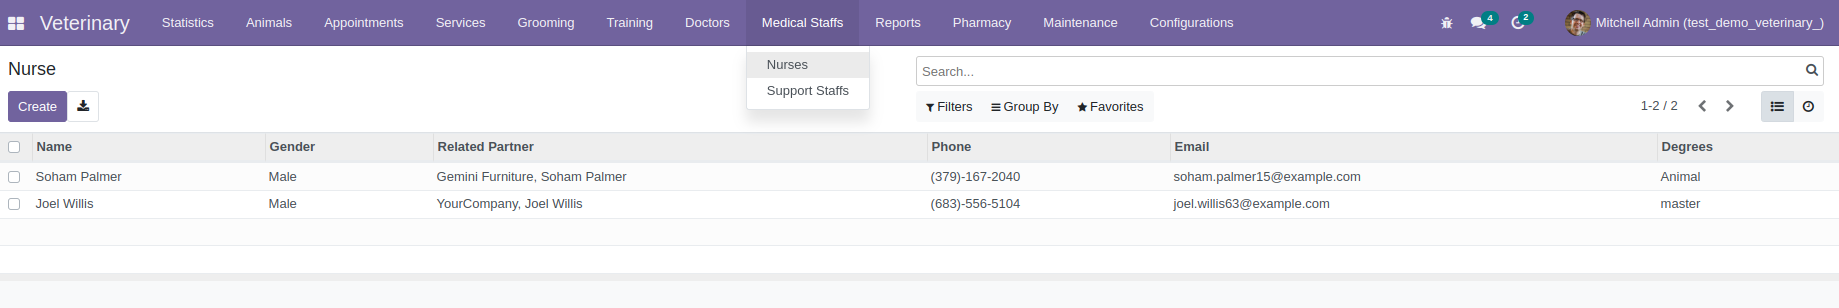 Veterinary Statistics Animals Appointments Services Grooming Training Doctors Medical Staffs Reports Pharmacy Maintenance Configurations 4 2 Mitchell Admin (test_demo_veterinary_)
Nurse Nurses Search...
Support Staffs
Create Filters Group By Favorites 1-2 / 2
Name Gender Related Partner Phone Email Degrees
Soham Palmer Male Gemini Furniture, Soham Palmer (379)-167-2040 soham.palmer15@example.com Animal
Joel Willis Male YourCompany, Joel Willis (683)-556-5104 joel.willis63@example.com master